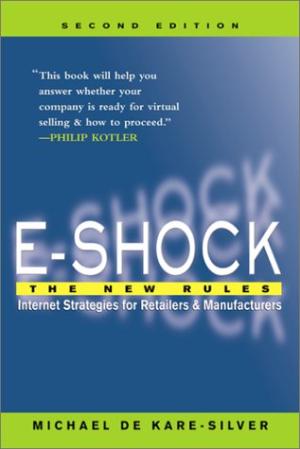 SECOND EDITION
“This book will help you
answer whether your
company is ready for virtual
selling & how to proceed.”
—PHILIP KOTLER
E-SHOCK
THE NEW RULES
Internet Strategies for Retailers & Manufacturers
MICHAEL DE KARE-SILVER